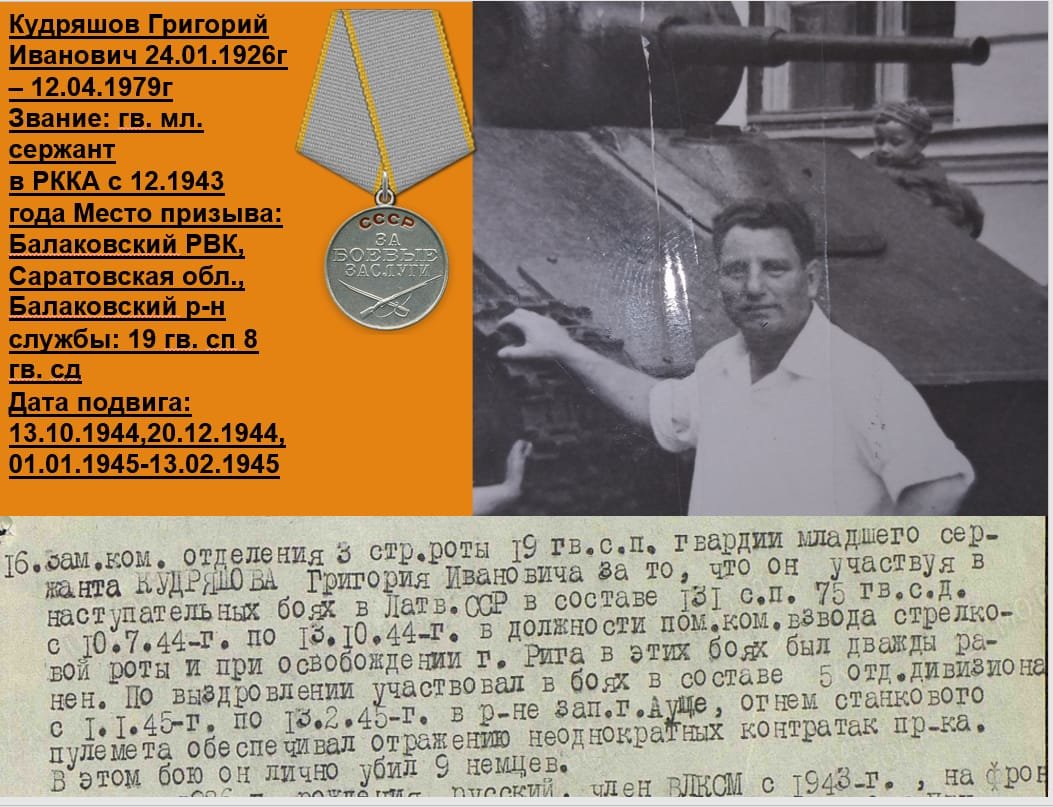 Кудряшов Григорий
Иванович 24.01.1926г
– 12.04.1979г
Звание: гв. мл.
сержант
в РККА с 12.1943
года Место призыва:
Балаковский РВК,
Саратовская обл.,
Балаковский р-н
службы: 19 гв. сп 8
гв. сд
Дата подвига:
13.10.1944,20.12.1944,
01.01.1945-13.02.1945
СССР
ЗА
БОЕВЫЕ
ЗАСЛУГИ
16.зам.ком. отделения 3 стр.роты 19 гв.с.п. гвардии младшего сер-
жанта КУДРЯШОВА Григория Ивановича за то, что он участвуя в
наступательных боях в Латв.ССР в составе 131 с.п. 75 гв.с.д.
с 10.7.44-г. по 13.10.44-г. в должности пом.ком.взвода стрелко-
вой роты и при освобождении г. Рига в этих боях был дважды ра-
нен. По выздровлении участвовал в боях в составе 5 отд.дивизиона
с 1.1.45-г. по 13.2.45-г. в р-не зап.г.Ауце, огнем станкового
пулемета обеспечивал отражению неоднократных контратак пр-ка.
В этом бою он лично убил 9 немцев.
рождения, русский, член ВЛКСМ с 1943-г., на фрон